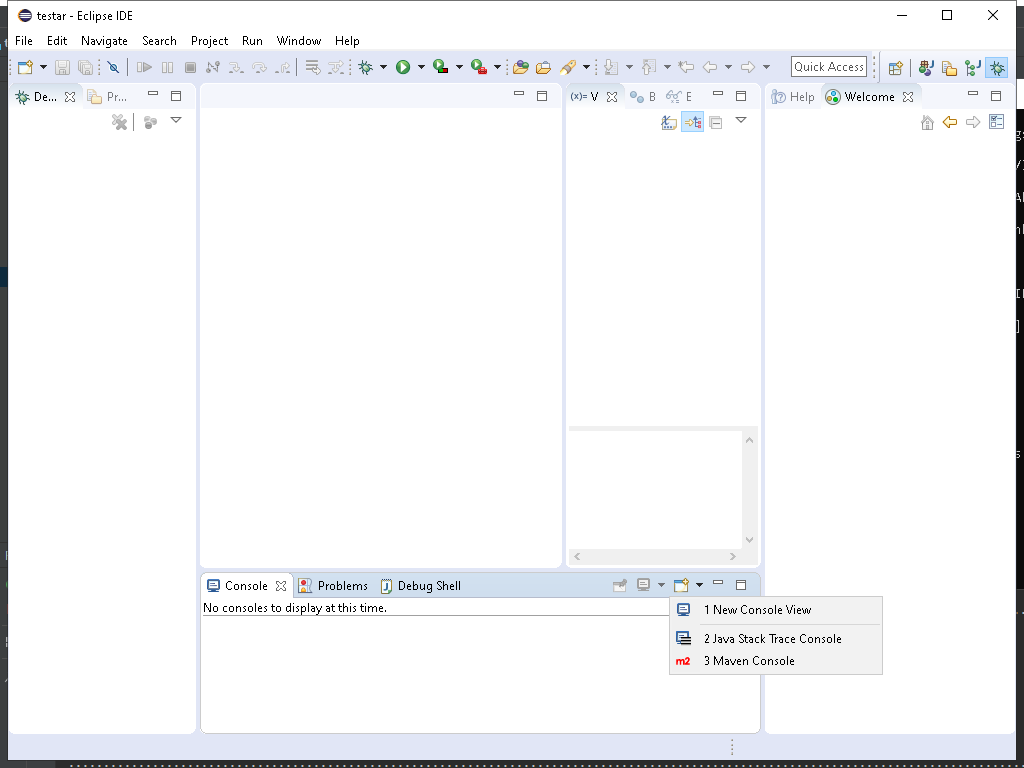 testar - Eclipse IDE
File Edit Navigate Search Project Run Window Help
Quick Access
De... Pr...
(x)= V B E
Help Welcome
Console Problems Debug Shell
No consoles to display at this time.
1 New Console View
2 Java Stack Trace Console
m2 3 Maven Console